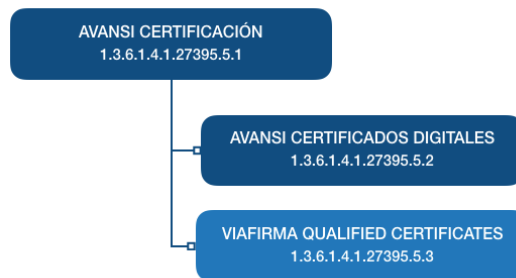 AVANSI CERTIFICACIÓN
1.3.6.1.4.1.27395.5.1
AVANSI CERTIFICADOS DIGITALES
1.3.6.1.4.1.27395.5.2
VIAFIRMA QUALIFIED CERTIFICATES
1.3.6.1.4.1.27395.5.3